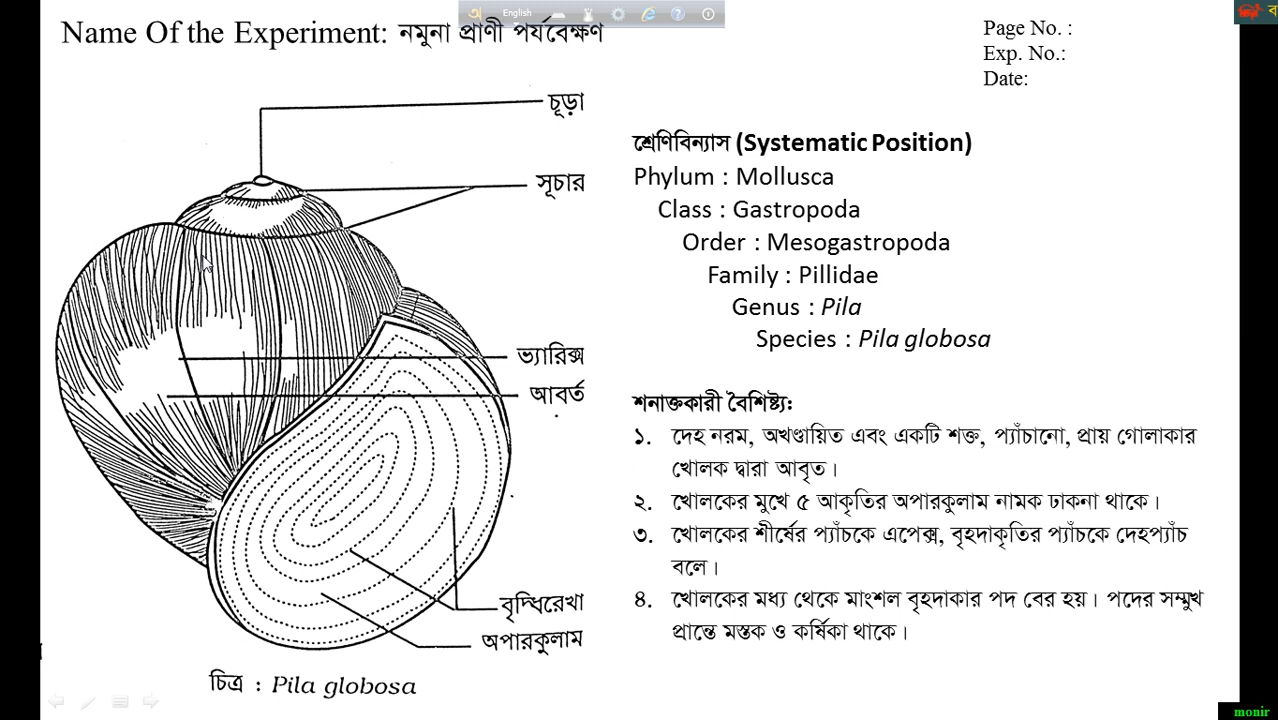 English
Name Of the Experiment: নমুনা প্রাণী পর্যবেক্ষণ
Page No. :
Exp. No.:
Date:
চূড়া
সূচার
ভ্যারিক্স
আবর্ত
বৃদ্ধিরেখা
অপারকুলাম
চিত্র : Pila globosa
শ্রেণিবিন্যাস (Systematic Position)
Phylum : Mollusca
Class : Gastropoda
Order : Mesogastropoda
Family : Pillidae
Genus : Pila
Species : Pila globosa
শনাক্তকারী বৈশিষ্ট্যঃ
১. দেহ নরম, অখণ্ডায়িত এবং একটি শক্ত, প্যাঁচানো, প্রায় গোলাকার
খোলক দ্বারা আবৃত।
২. খোলকের মুখে ৫ আকৃতির অপারকুলাম নামক ঢাকনা থাকে।
৩. খোলকের শীর্ষের প্যাঁচকে এপেক্স, বৃহদাকৃতির প্যাঁচকে দেহপ্যাঁচ
বলে।
৪. খোলকের মধ্য থেকে মাংশল বৃহদাকার পদ বের হয়। পদের সম্মুখ
প্রান্তে মস্তক ও কর্ষিকা থাকে।
monir